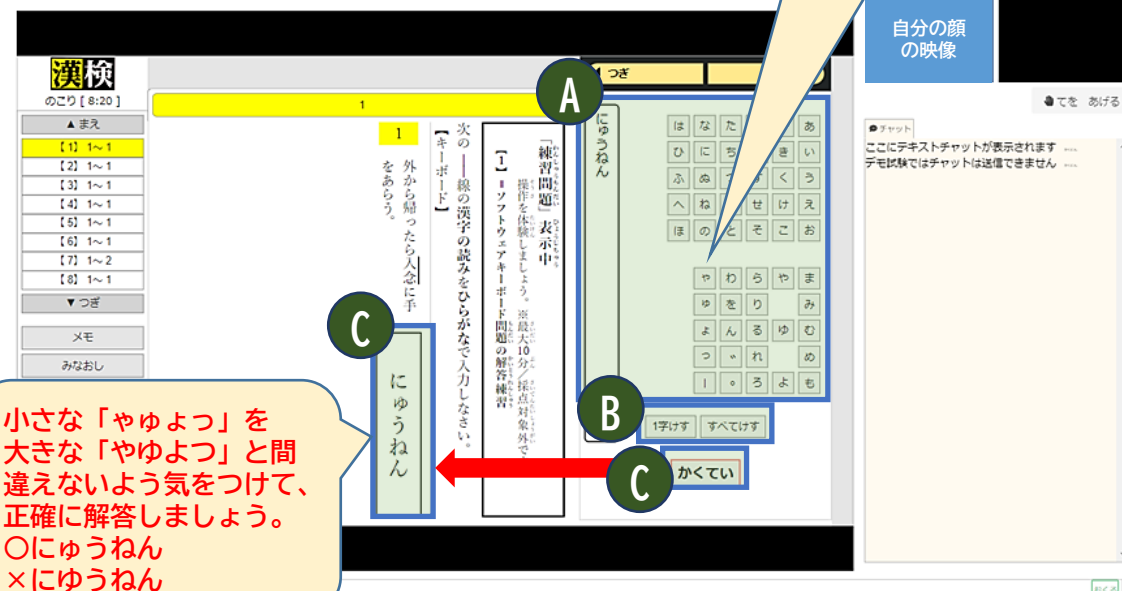 漢検
のこり [ 8:20 ]
▲ まえ
【1】 1～1
【2】 1～1
【3】 1～1
【4】 1～1
【5】 1～1
【6】 1～1
【7】 1～2
【8】 1～1
▼ つぎ
メモ
みなおし
1
「練習問題」表示中
操作を体験しましょう。 ※最大10分／採点対象外で
【1】 ＝ソフトウェアキーボード問題の解答練習
次の ――線の漢字の読みをひらがなで入力しなさい。
【キーボード】
1
外から帰ったら入念に手
をあらう。
C
にゅうねん
つぎ
A
にゅうねん
は な た あ
ひ に ち き い
ふ ぬ く う
へ ね せ け え
ほ の と そ こ お
ゃ わ ら や ま
ゅ を り み
ょ ん る ゆ む
っ ゛ れ め
ー ゜ ろ よ も
B
1字けす すべてけす
C
かくてい
小さな「ゃゅょっ」を
大きな「やゆよつ」と間
違えないよう気をつけて、
正確に解答しましょう。
〇にゅうねん
×にゆうねん
自分の顔
の映像
てを あげる
チャット
ここにテキストチャットが表示されます
デモ試験ではチャットは送信できません